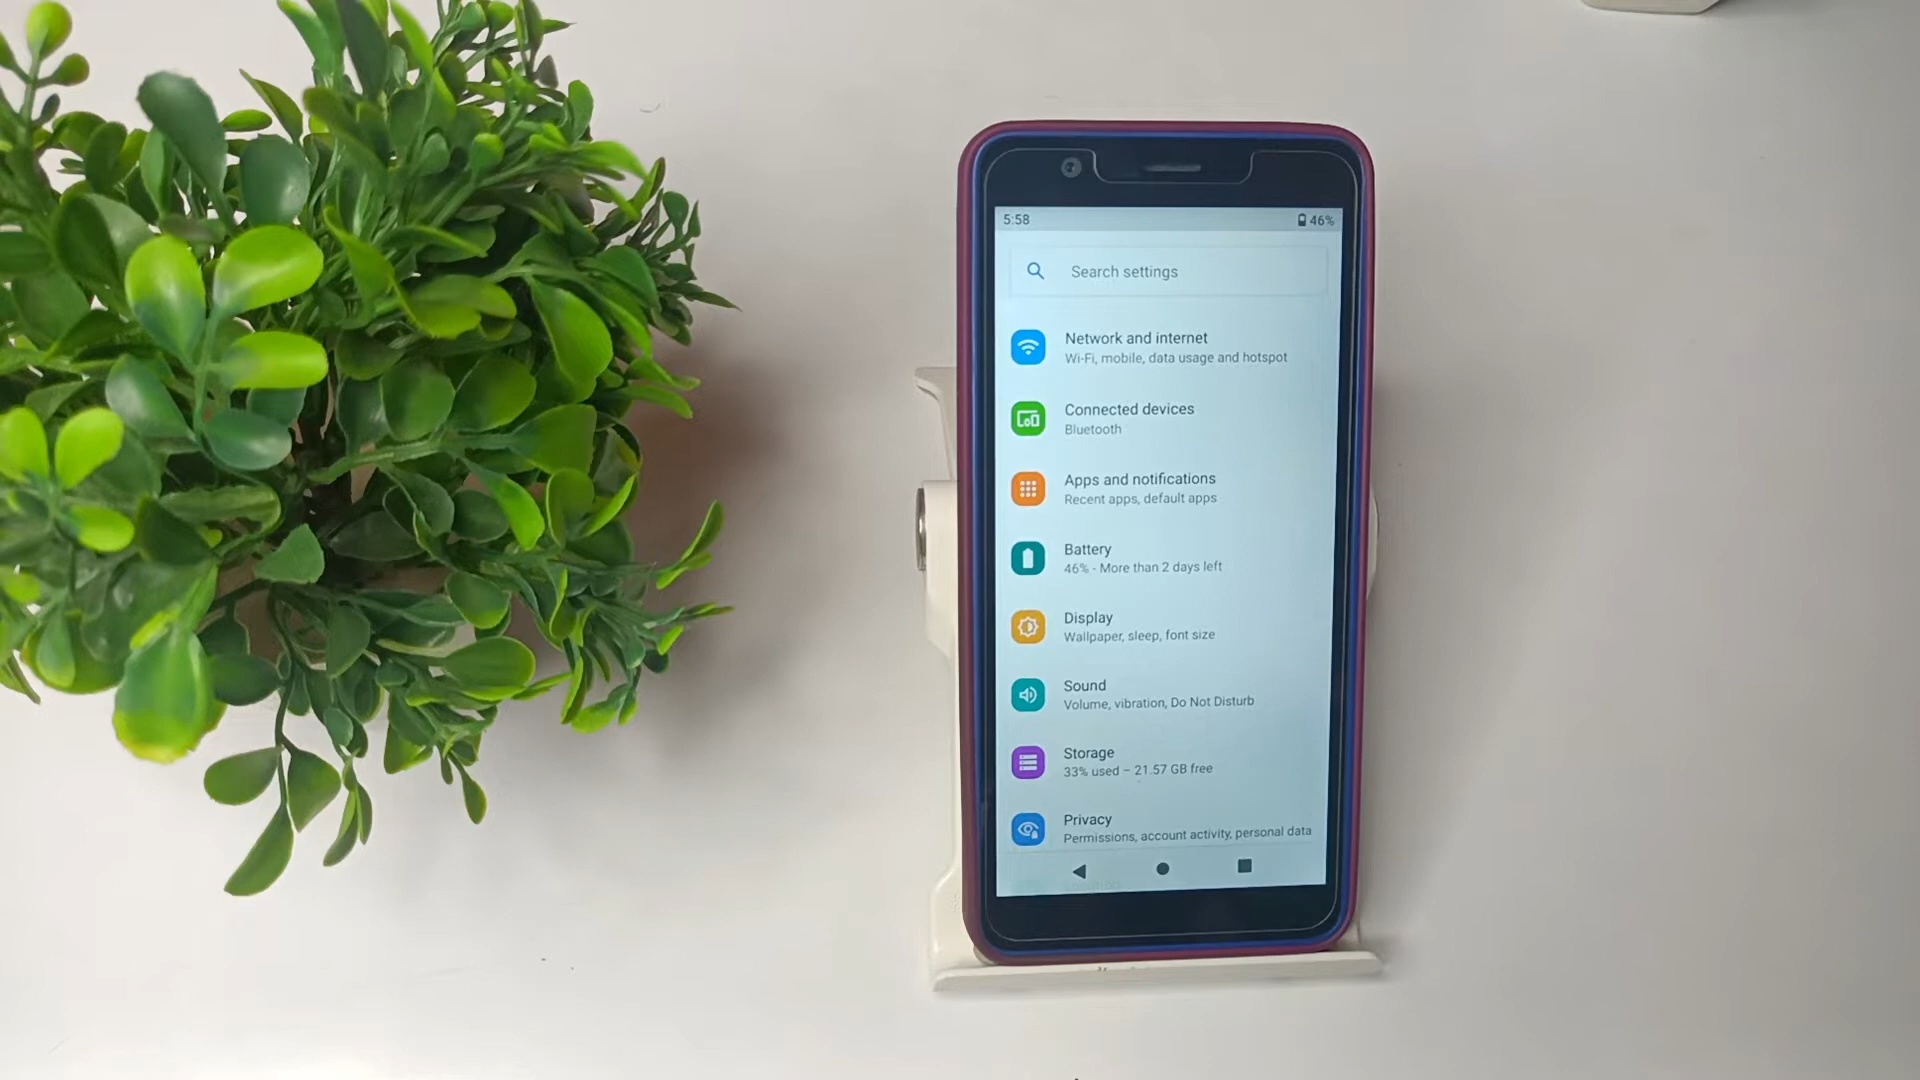 5:58
46%
Search settings
Network and internet
Wi-Fi, mobile, data usage and hotspot
Connected devices
Bluetooth
Apps and notifications
Recent apps, default apps
Battery
46% - More than 2 days left
Display
Wallpaper, sleep, font size
Sound
Volume, vibration, Do Not Disturb
Storage
33% used – 21.57 GB free
Privacy
Permissions, account activity, personal data